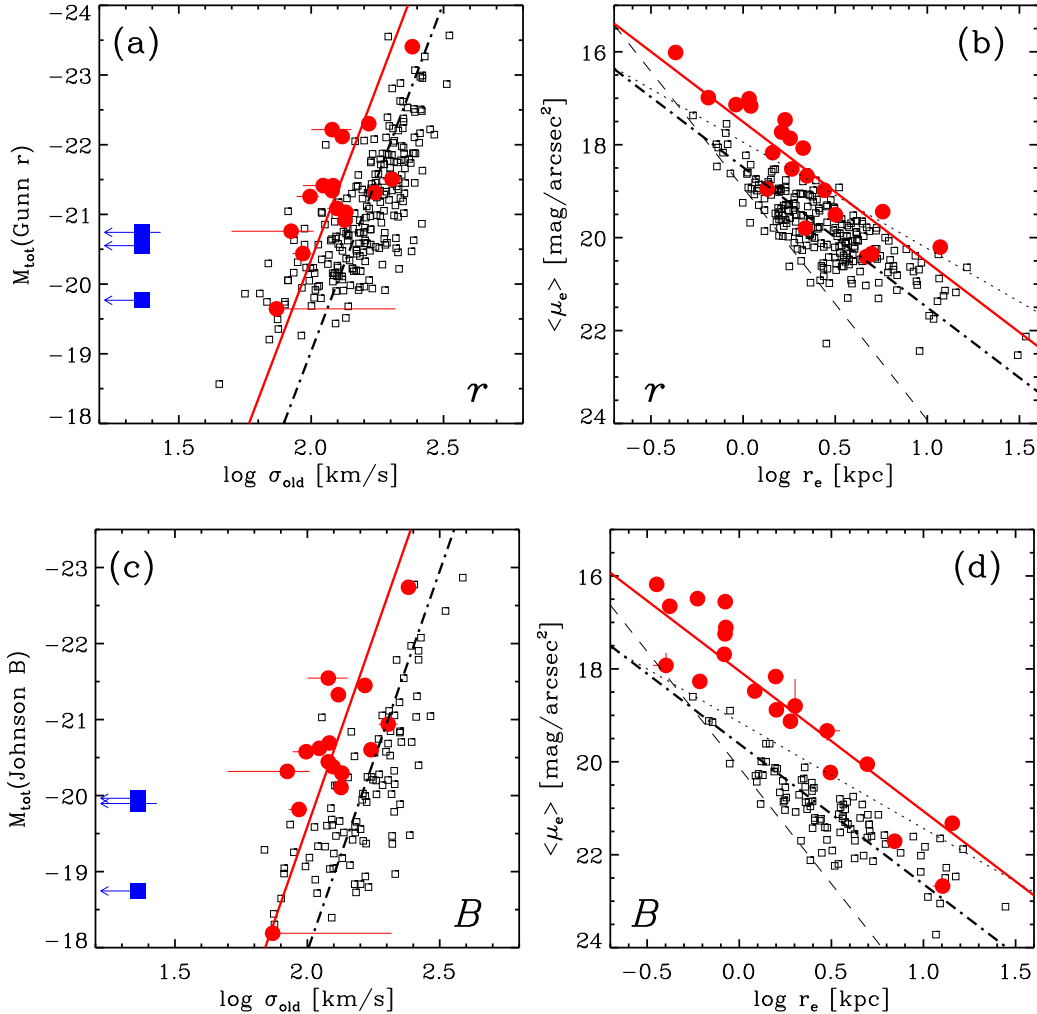 (a)
-24
-23
-22
-21
-20
-19
-18
M_tot(Gunn r)
r
1.5 2.0 2.5
log σ_old [km/s]
(b)
16
18
20
22
24
<μ_e> [mag/arcsec²]
r
-0.5 0.0 0.5 1.0 1.5
log r_e [kpc]
(c)
-23
-22
-21
-20
-19
-18
M_tot(Johnson B)
B
1.5 2.0 2.5
log σ_old [km/s]
(d)
16
18
20
22
24
<μ_e> [mag/arcsec²]
B
-0.5 0.0 0.5 1.0 1.5
log r_e [kpc]